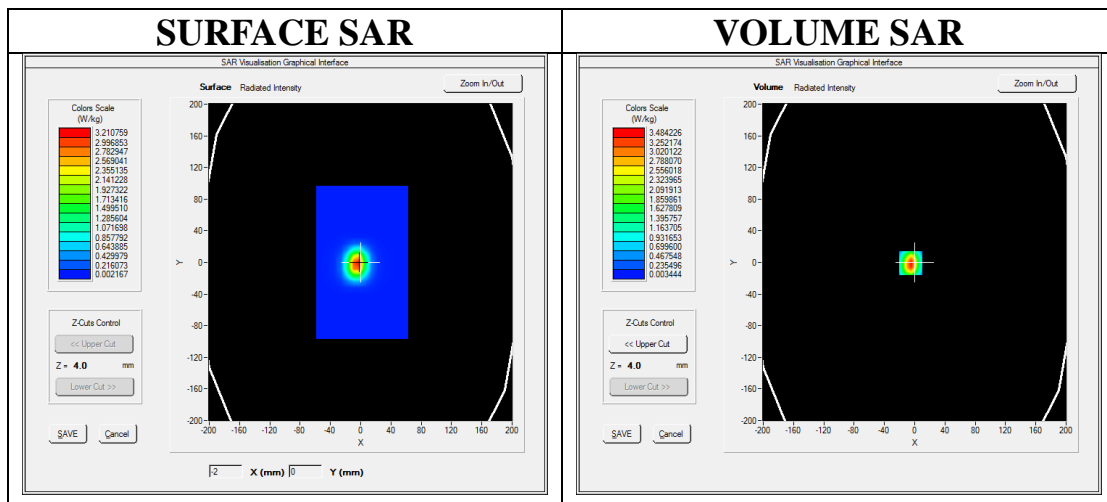 SURFACE SAR
SAR Visualisation Graphical Interface
Surface Radiated Intensity
Zoom In/Out
Colors Scale
(W/kg)
3.210759
2.996853
2.782947
2.569041
2.355135
2.141228
1.927322
1.713416
1.499510
1.285604
1.071698
0.857792
0.643885
0.429979
0.216073
0.002167
200
160
120
80
40
0
-40
-80
-120
-160
-200
Y
-200 -160 -120 -80 -40 0 40 80 120 160 200
X
Z-Cuts Control
<< Upper Cut
Z = 4.0 mm
Lower Cut >>
SAVE Cancel
-2 X (mm) 0 Y (mm)
VOLUME SAR
SAR Visualisation Graphical Interface
Volume Radiated Intensity
Zoom In/Out
Colors Scale
(W/kg)
3.484226
3.252174
3.020122
2.788070
2.556018
2.323965
2.091913
1.859861
1.627809
1.395757
1.163705
0.931653
0.699600
0.467548
0.235496
0.003444
200
160
120
80
40
0
-40
-80
-120
-160
-200
Y
-200 -160 -120 -80 -40 0 40 80 120 160 200
X
Z-Cuts Control
<< Upper Cut
Z = 4.0 mm
Lower Cut >>
SAVE Cancel